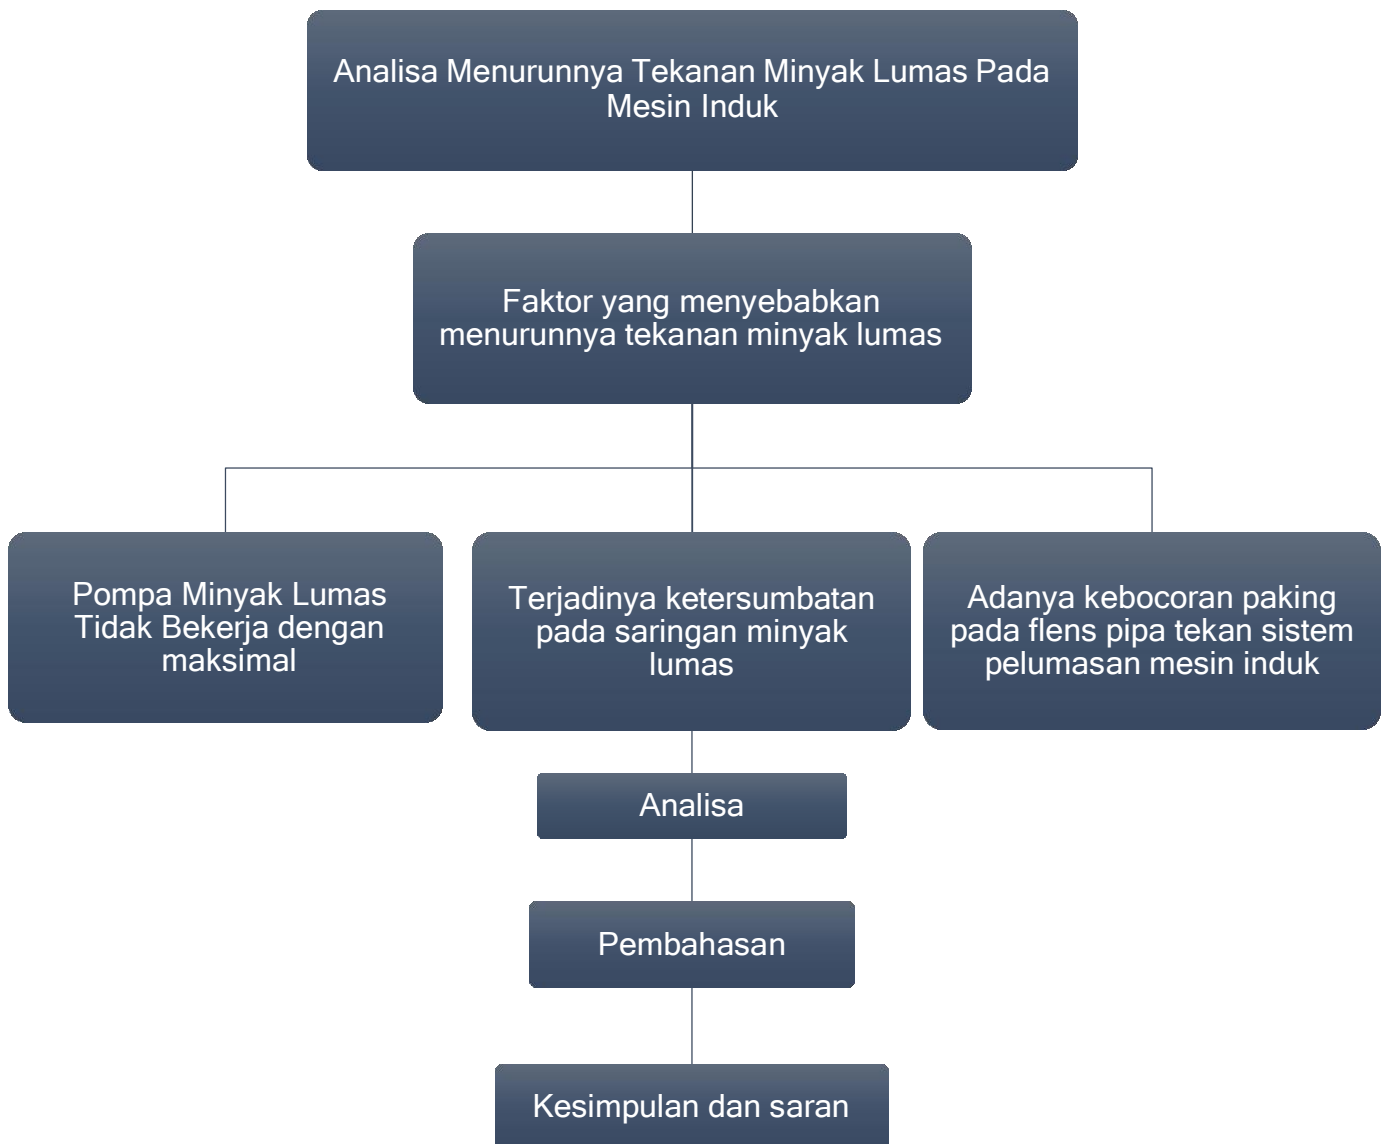 Analisa Menurunnya Tekanan Minyak Lumas Pada
Mesin Induk
Faktor yang menyebabkan
menurunnya tekanan minyak lumas
Pompa Minyak Lumas
Tidak Bekerja dengan
maksimal
Terjadinya ketersumbatan
pada saringan minyak
lumas
Adanya kebocoran paking
pada flens pipa tekan sistem
pelumasan mesin induk
Analisa
Pembahasan
Kesimpulan dan saran